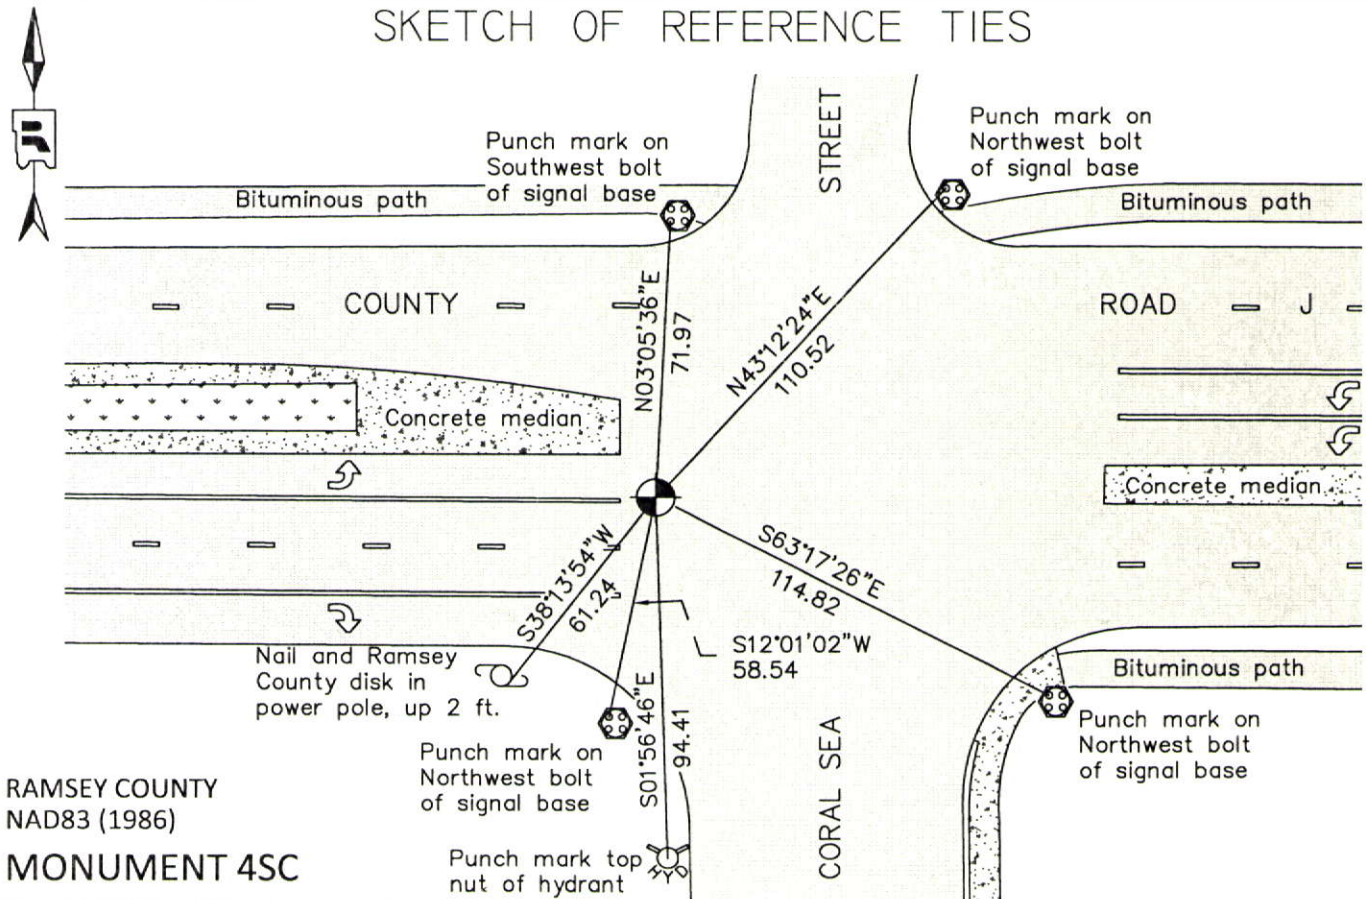 SKETCH OF REFERENCE TIES
Punch mark on
Southwest bolt
of signal base
STREET
Punch mark on
Northwest bolt
of signal base
Bituminous path
Bituminous path
COUNTY
ROAD J
N03°05'36"E
71.97
N43°12'24"E
110.52
Concrete median
Concrete median
S38°13'54"W
61.24
S63°17'26"E
114.82
S12°01'02"W
58.54
Nail and Ramsey
County disk in
power pole, up 2 ft.
Bituminous path
S01°56'46"E
94.41
Punch mark on
Northwest bolt
of signal base
CORAL SEA
Punch mark on
Northwest bolt
of signal base
RAMSEY COUNTY
NAD83 (1986)
MONUMENT 4SC
Punch mark top
nut of hydrant
HYD